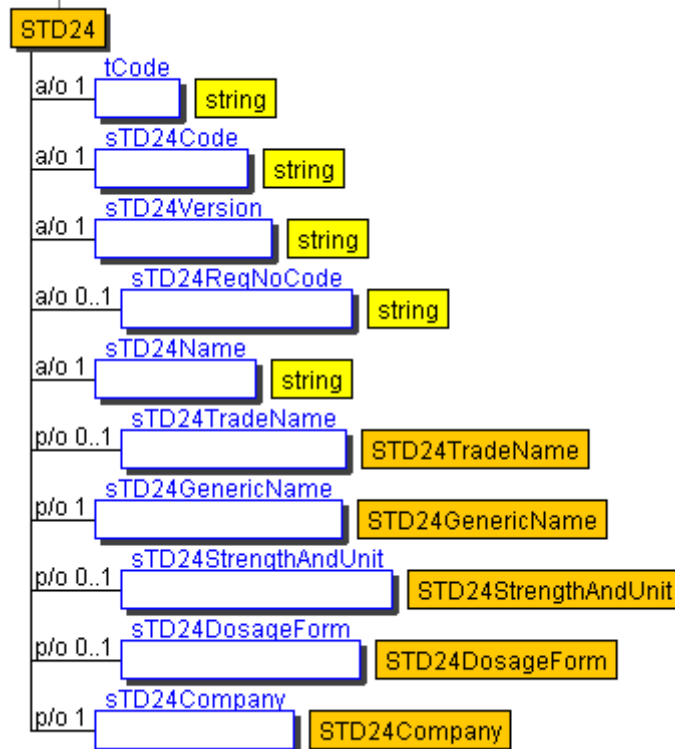 STD24
tCode
a/o 1 string
sTD24Code
a/o 1 string
sTD24Version
a/o 1 string
sTD24RegNoCode
a/o 0..1 string
sTD24Name
a/o 1 string
sTD24TradeName
p/o 0..1 STD24TradeName
sTD24GenericName
p/o 1 STD24GenericName
sTD24StrengthAndUnit
p/o 0..1 STD24StrengthAndUnit
sTD24DosageForm
p/o 0..1 STD24DosageForm
sTD24Company
p/o 1 STD24Company